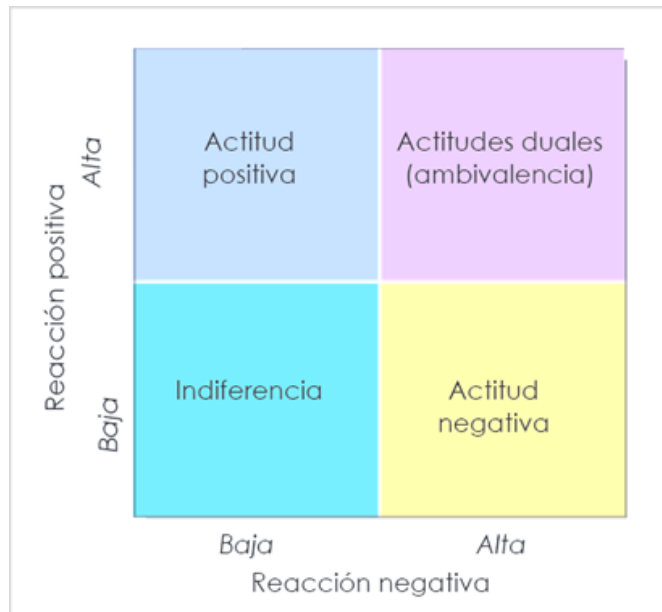 Reacción positiva
Alta
Baja
Actitud
positiva
Actitudes duales
(ambivalencia)
Indiferencia
Actitud
negativa
Baja
Alta
Reacción negativa